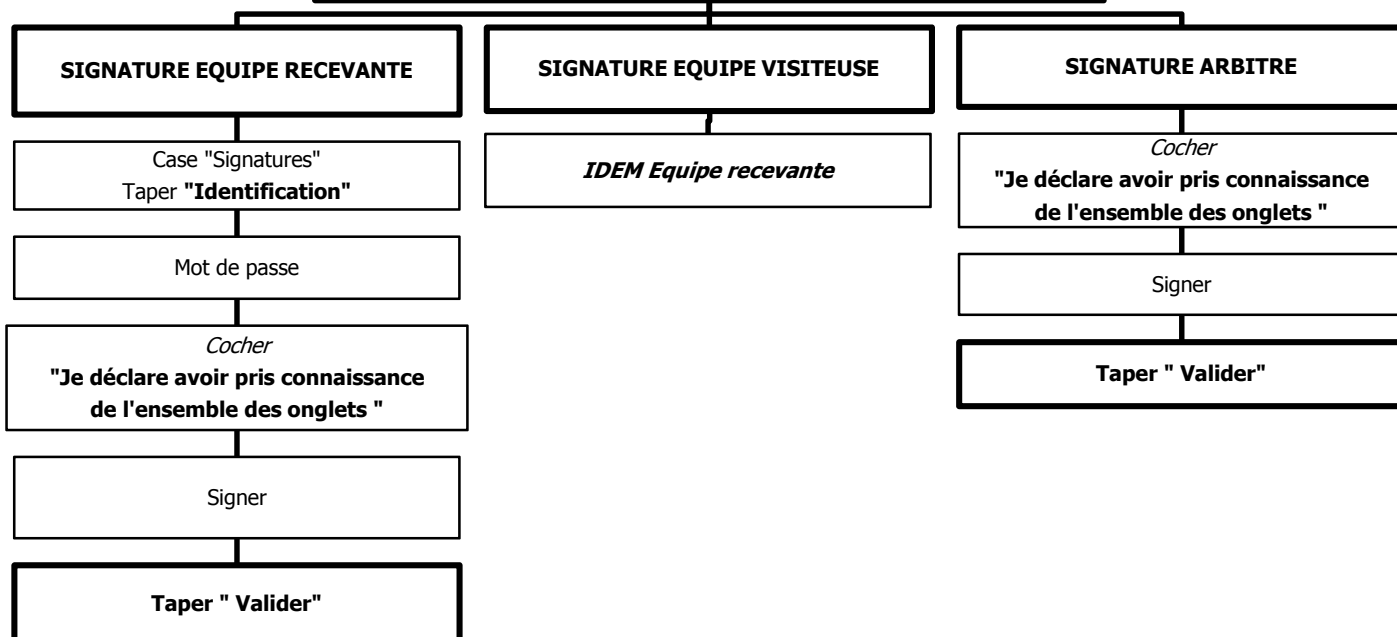 SIGNATURE EQUIPE RECEVANTE
Case "Signatures"
Taper "Identification"
Mot de passe
Cocher
"Je déclare avoir pris connaissance
de l'ensemble des onglets "
Signer
Taper " Valider"
SIGNATURE EQUIPE VISITEUSE
IDEM Equipe recevante
SIGNATURE ARBITRE
Cocher
"Je déclare avoir pris connaissance
de l'ensemble des onglets "
Signer
Taper " Valider"